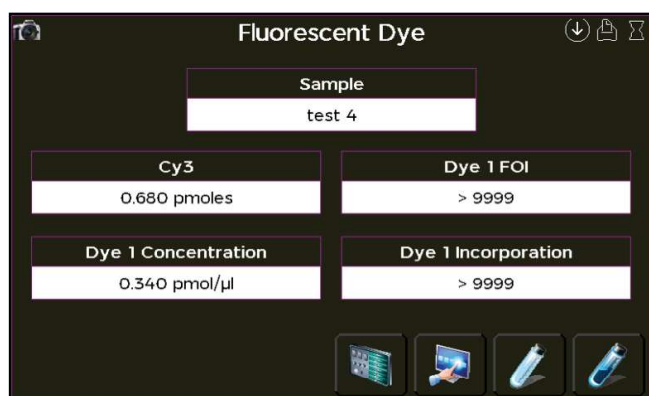 Fluorescent Dye
Sample
test 4
Cy3
Dye 1 FOI
0.680 pmoles
> 9999
Dye 1 Concentration
Dye 1 Incorporation
0.340 pmol/µl
> 9999